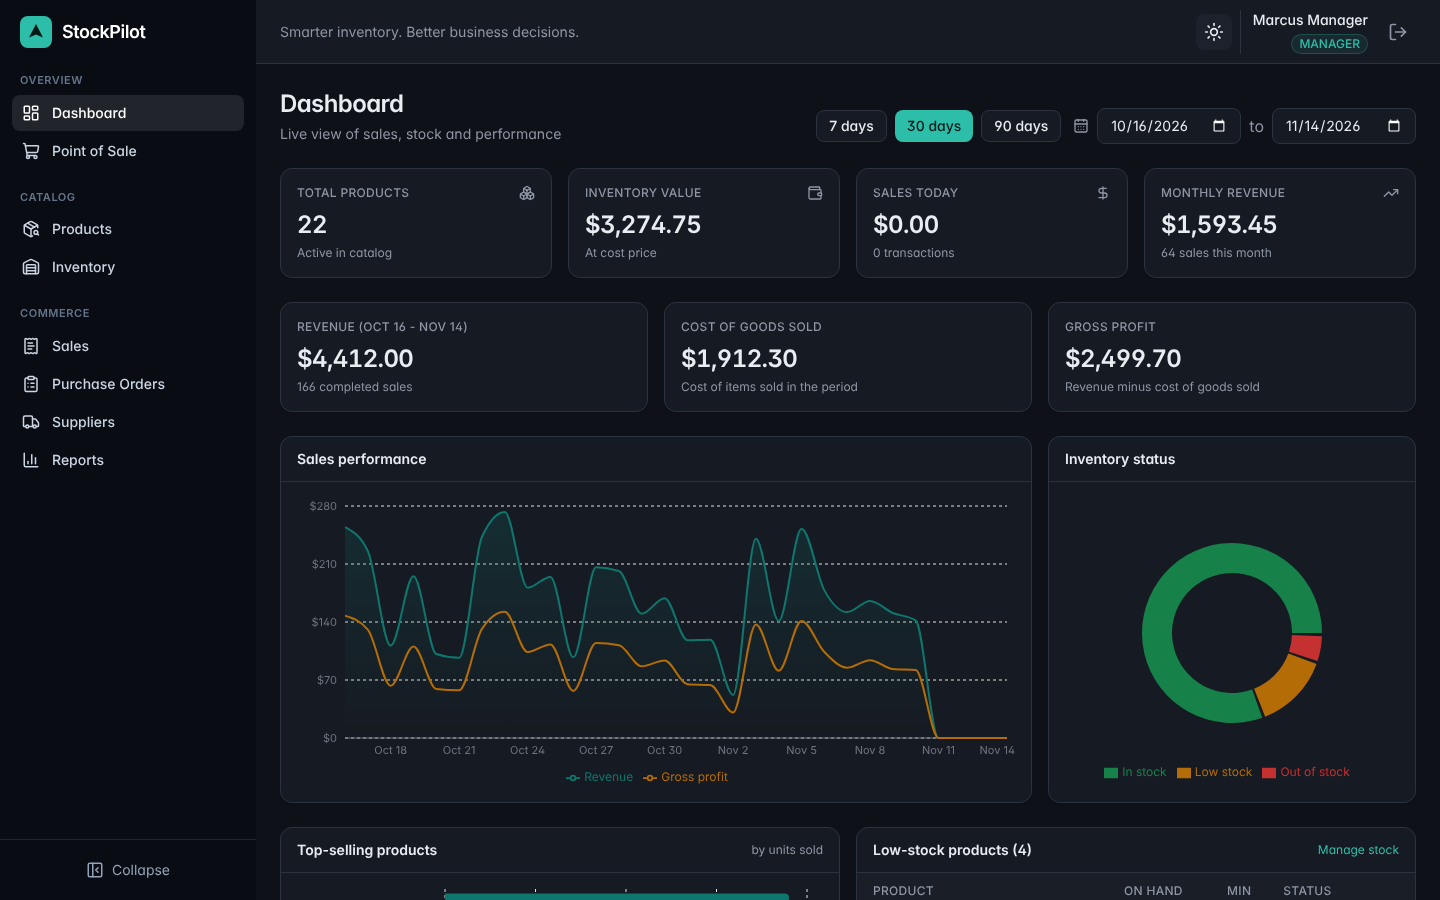 StockPilot
OVERVIEW
Dashboard
Point of Sale
CATALOG
Products
Inventory
COMMERCE
Sales
Purchase Orders
Suppliers
Reports
Collapse
Smarter inventory. Better business decisions.
Marcus Manager
MANAGER
Dashboard
Live view of sales, stock and performance
7 days 30 days 90 days 10/16/2026 to 11/14/2026
TOTAL PRODUCTS
22
Active in catalog
INVENTORY VALUE
$3,274.75
At cost price
SALES TODAY
$0.00
0 transactions
MONTHLY REVENUE
$1,593.45
64 sales this month
REVENUE (OCT 16 - NOV 14)
$4,412.00
166 completed sales
COST OF GOODS SOLD
$1,912.30
Cost of items sold in the period
GROSS PROFIT
$2,499.70
Revenue minus cost of goods sold
Sales performance
$280
$210
$140
$70
$0
Oct 18 Oct 21 Oct 24 Oct 27 Oct 30 Nov 2 Nov 5 Nov 8 Nov 11 Nov 14
Revenue Gross profit
Inventory status
In stock Low stock Out of stock
Top-selling products by units sold
Low-stock products (4) Manage stock
PRODUCT ON HAND MIN STATUS